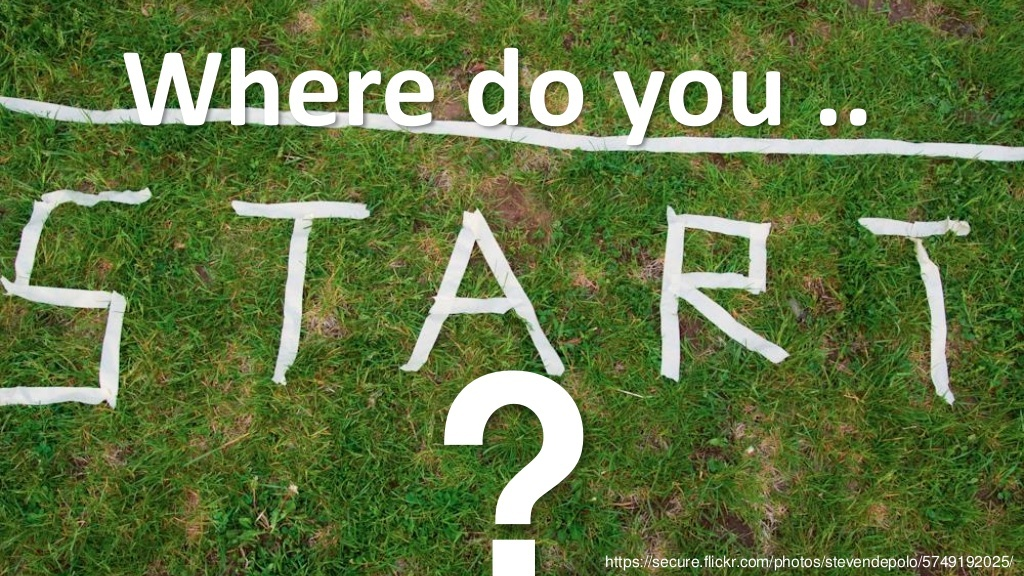 Where do you ..
START
?
https://secure.flickr.com/photos/stevendepolo/5749192025/